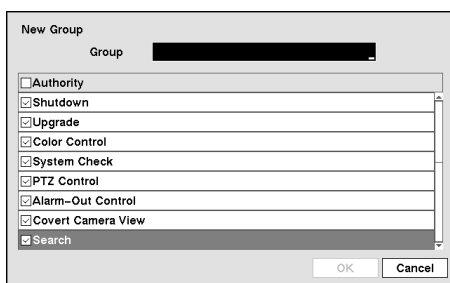 New Group
Group
Authority
Shutdown
Upgrade
Color Control
System Check
PTZ Control
Alarm-Out Control
Covert Camera View
Search
OK Cancel